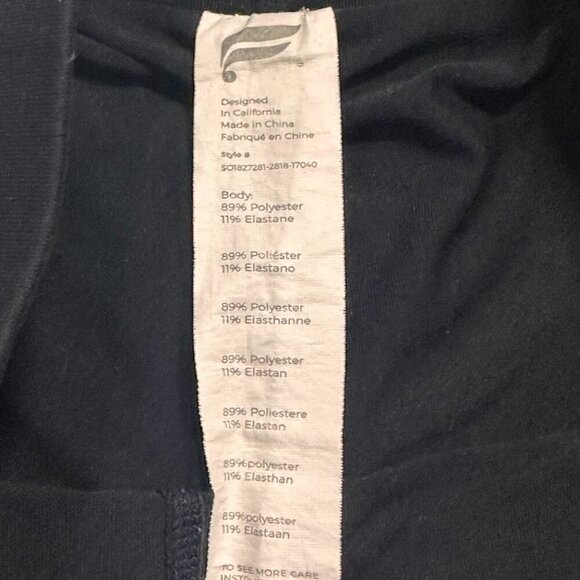 S
Designed
In California
Made in China
Fabriqué en Chine
Style #
SO1827281-2818-17040
Body:
89% Polyester
11% Elastane
89% Poliéster
11% Elastano
89% Polyester
11% Elasthanne
89% Polyester
11% Elastan
89% Poliestere
11% Elastan
89%polyester
11% Elasthan
89%polyester
11% Elastaan
TO SEE MORE CARE